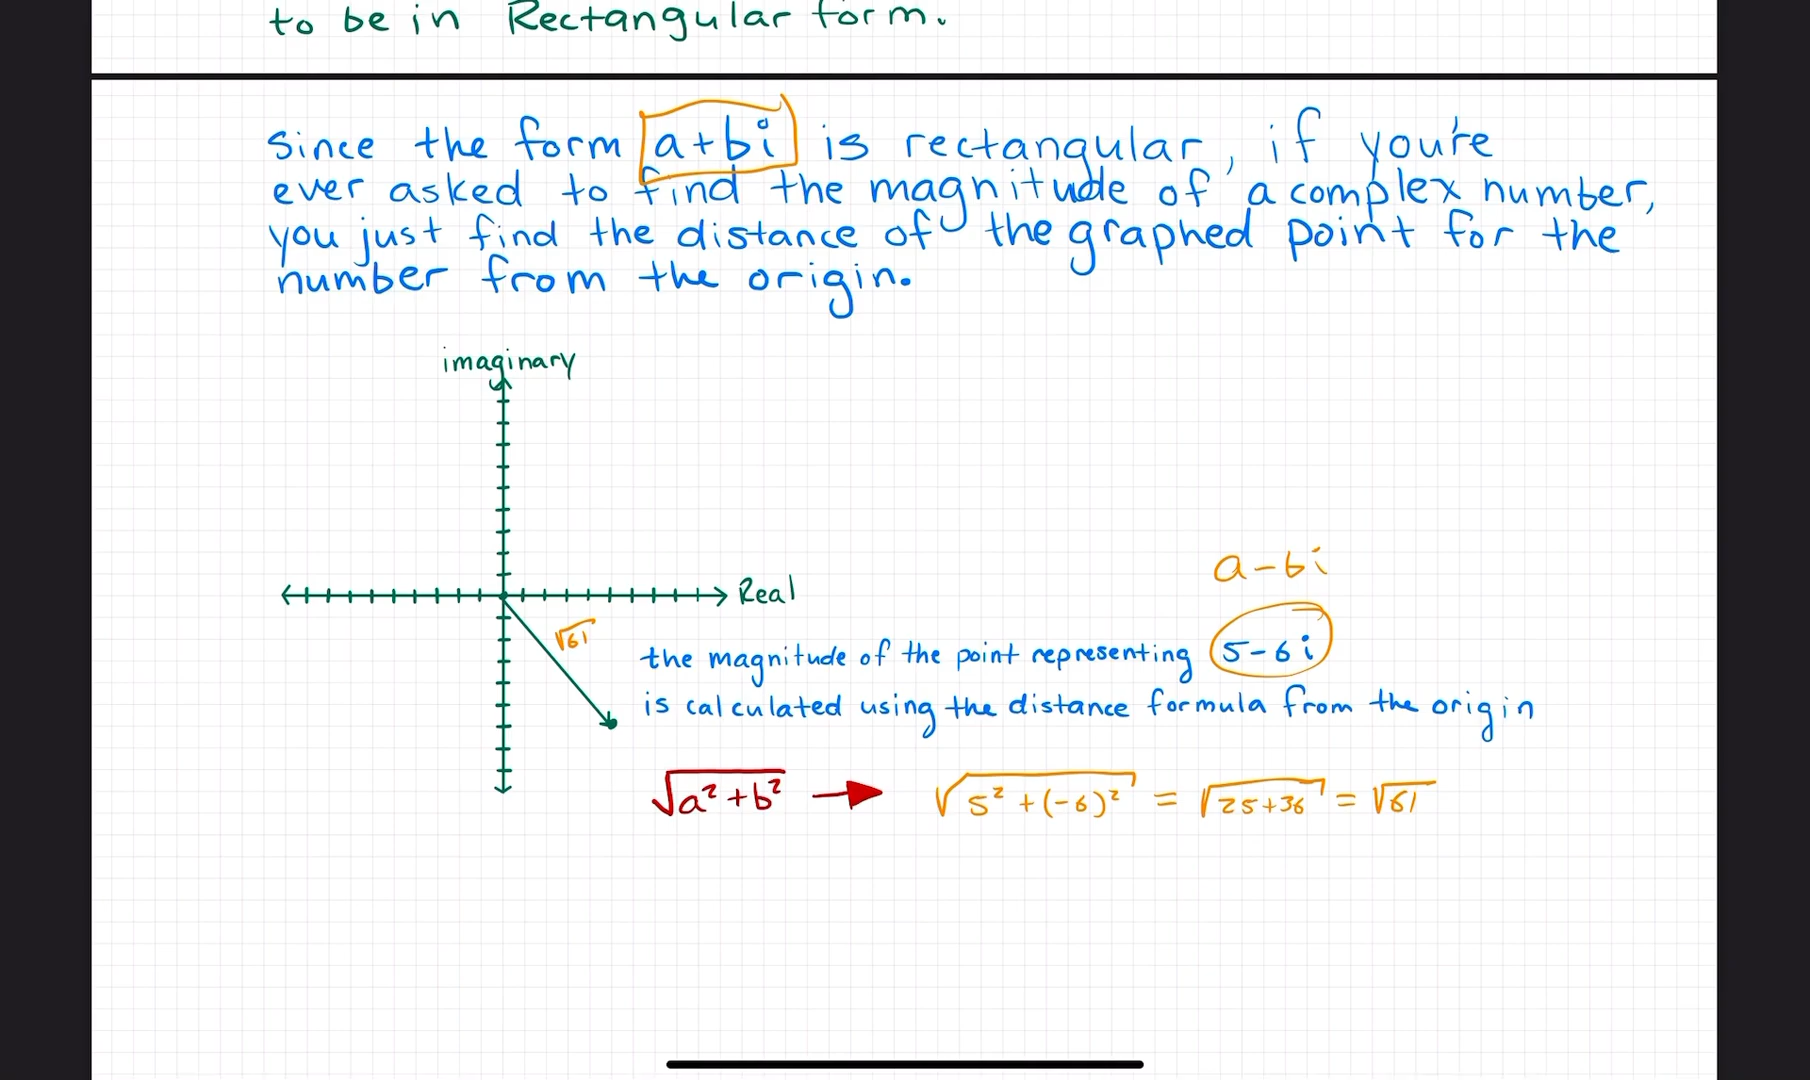 to be in Rectangular form.
since the form a+bi is rectangular, if you're
ever asked to find the magnitude of a complex number,
you just find the distance of the graphed point for the
number from the origin.
imaginary
Real
√61
a-bi
the magnitude of the point representing 5-6i
is calculated using the distance formula from the origin
√a²+b² → √5²+(-6)² = √25+36 = √61